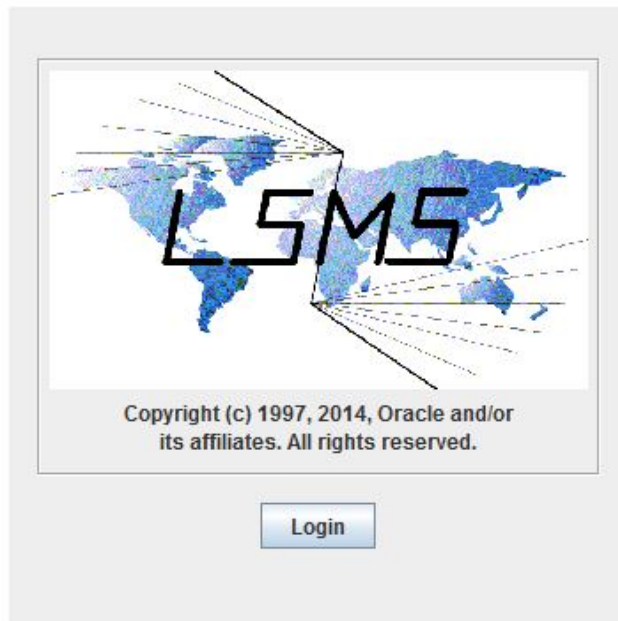 LSMS
Copyright (c) 1997, 2014, Oracle and/or
its affiliates. All rights reserved.
Login